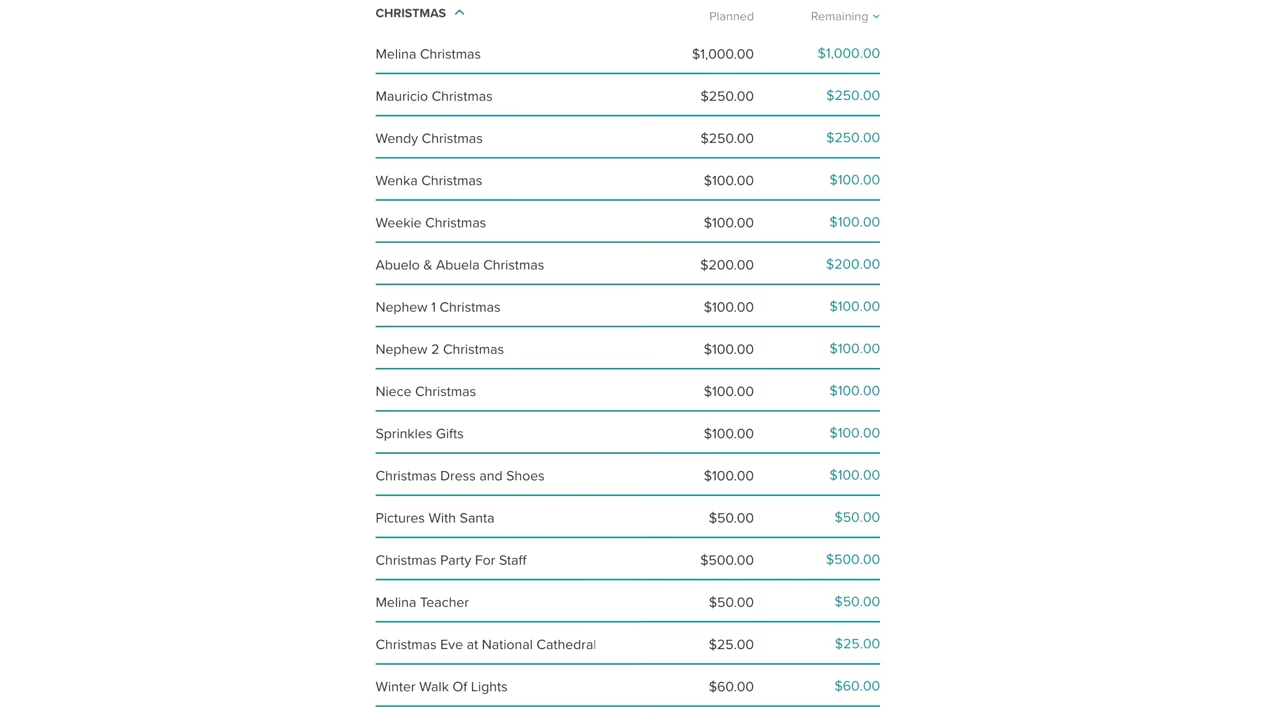 CHRISTMAS Planned Remaining
Melina Christmas $1,000.00 $1,000.00
Mauricio Christmas $250.00 $250.00
Wendy Christmas $250.00 $250.00
Wenka Christmas $100.00 $100.00
Weekie Christmas $100.00 $100.00
Abuelo & Abuela Christmas $200.00 $200.00
Nephew 1 Christmas $100.00 $100.00
Nephew 2 Christmas $100.00 $100.00
Niece Christmas $100.00 $100.00
Sprinkles Gifts $100.00 $100.00
Christmas Dress and Shoes $100.00 $100.00
Pictures With Santa $50.00 $50.00
Christmas Party For Staff $500.00 $500.00
Melina Teacher $50.00 $50.00
Christmas Eve at National Cathedral $25.00 $25.00
Winter Walk Of Lights $60.00 $60.00